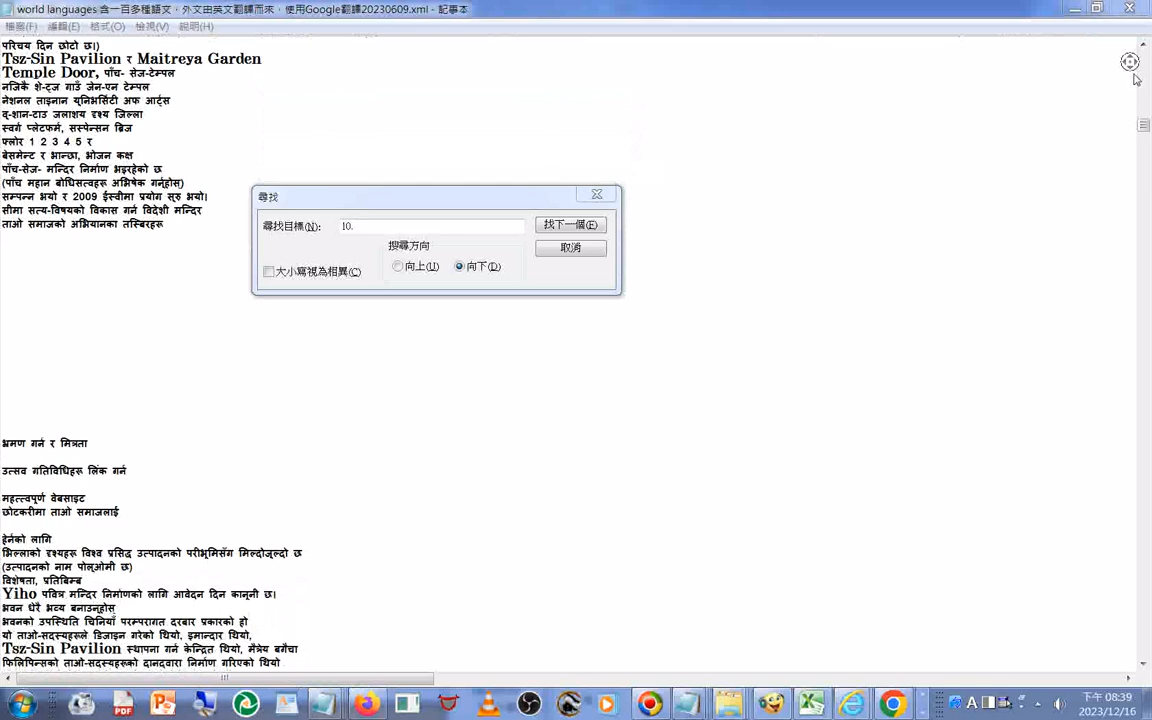 world languages 含一百多種語文，外文由英文翻譯而來，使用Google翻譯20230609.xml - 記事本
檔案(F) 編輯(E) 格式(O) 檢視(V) 說明(H)
परिचय दिन छोटो छ।)
Tsz-Sin Pavilion र Maitreya Garden
Temple Door, पाँच- सेज-टेम्पल
नजिकै शे-ट्ज गाउँ जेन-एन टेम्पल
नेशनल ताइनान युनिभर्सिटी अफ आर्ट्स
द्-शान-टाउ जलाशय दृश्य जिल्ला
स्वर्ग प्लेटफर्म, सस्पेन्सन ब्रिज
फ्लोर 1 2 3 4 5 र
बेसमेन्ट र भान्छा, भोजन कक्ष
पाँच-सेज- मन्दिर निर्माण भइरहेको छ
(पाँच महान बोधिसत्वहरू अभिषेक गर्नुहोस्)
सम्पन्न भयो र 2009 ईस्वीमा प्रयोग सुरु भयो।
सीमा सत्य-विषयको विकास गर्न विदेशी मन्दिर
ताओ समाजको अभियानका तस्बिरहरू
尋找
尋找目標(N): 10. 找下一個(F)
搜尋方向 取消
大小寫視為相異(C) 向上(U) 向下(D)
भ्रमण गर्न र मित्रता
उत्सव गतिविधिहरू लिंक गर्न
महत्त्वपूर्ण वेबसाइट
छोटकरीमा ताओ समाजलाई
हेर्नको लागि
भिल्लाको दृश्यहरू विश्व प्रसिद्ध उत्पादनको परीभूमिसँग मिल्दोजुल्दो छ
(उत्पादनको नाम पोल्ओमी छ)
विशेषता, प्रतिबिम्ब
Yiho पवित्र मन्दिर निर्माणको लागि आवेदन दिन कानूनी छ।
भवन धेरै भव्य बनाउनुहोस्
भवनको उपस्थिति चिनियाँ परम्परागत दरबार प्रकारको हो
यो ताओ-सदस्यहरूले डिजाइन गरेको थियो, इमान्दार थियो,
Tsz-Sin Pavilion स्थापना गर्न केन्द्रित थियो, मैत्रेय बगैचा
फिलिपिन्सको ताओ-सदस्यहरूको दानद्वारा निर्माण गरिएको थियो
下午 08:39
2023/12/16